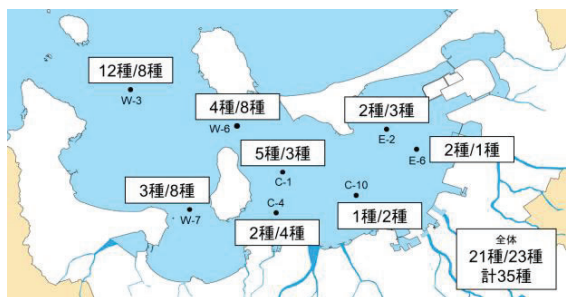 12種/8種
W-3
4種/8種
W-6
2種/3種
E-2
2種/1種
E-6
5種/3種
C-1
C-10
1種/2種
3種/8種
W-7
C-4
2種/4種
全体
21種/23種
計35種